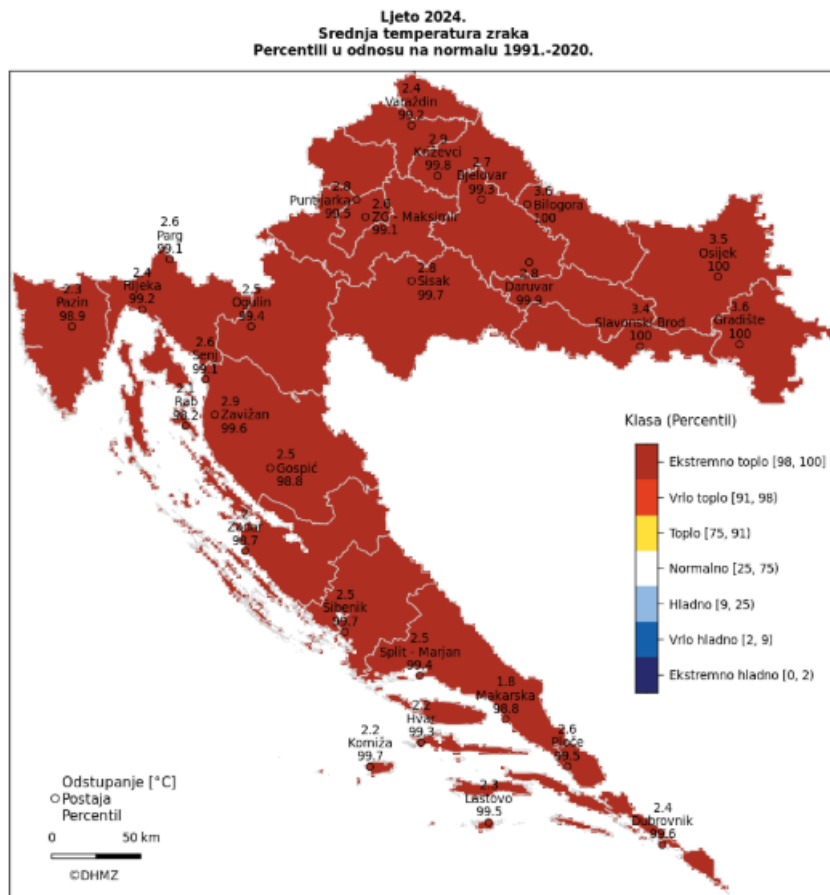 Ljeto 2024.
Srednja temperatura zraka
Percentili u odnosu na normalu 1991.-2020.
2.4
Varaždin
99.2
2.9
Križevci
99.8
2.7
Bjelovar
99.3
2.8
Puntijarka
99.5
2.6
ZG - Maksimir
99.1
3.6
Bilogora
100
2.6
Parg
99.1
3.5
Osijek
100
2.3
Pazin
98.9
2.4
Rijeka
99.2
2.5
Ogulin
99.4
2.8
Sisak
99.7
2.8
Daruvar
99.9
3.4
Slavonski Brod
100
3.6
Gradište
100
2.6
Senj
99.1
2.1
Rab
98.2
2.9
Zavižan
99.6
2.5
Gospić
98.8
Zadar
98.7
2.5
Šibenik
99.7
2.5
Split - Marjan
99.4
1.8
Makarska
98.8
2.2
Hvar
99.3
2.2
Komiža
99.7
2.6
Ploče
99.5
2.3
Lastovo
99.5
2.4
Dubrovnik
99.6
Klasa (Percentil)
Ekstremno toplo [98, 100]
Vrlo toplo [91, 98)
Toplo [75, 91)
Normalno [25, 75)
Hladno [9, 25)
Vrlo hladno [2, 9)
Ekstremno hladno [0, 2)
Odstupanje [°C]
Postaja
Percentil
0 50 km
©DHMZ